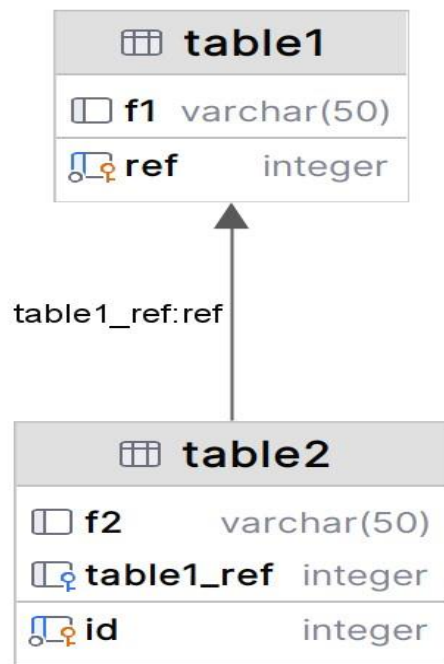 table1
f1 varchar(50)
ref integer
table1_ref:ref
table2
f2 varchar(50)
table1_ref integer
id integer